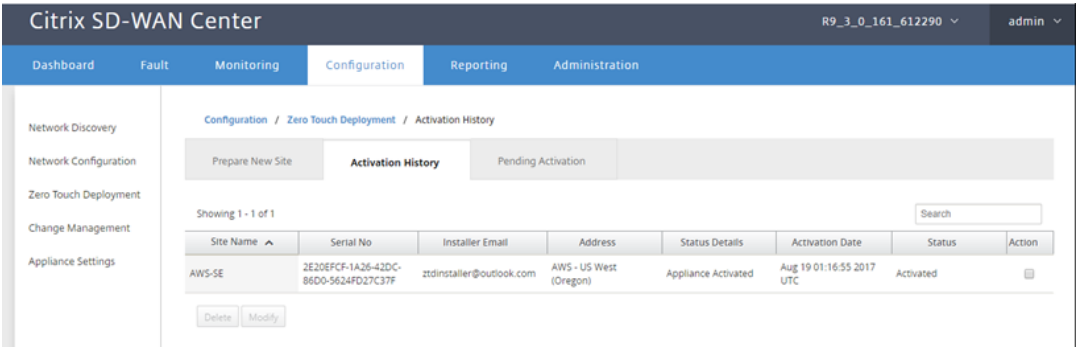 Citrix SD-WAN Center R9_3_0_161_612290 admin
Dashboard Fault Monitoring Configuration Reporting Administration
Network Discovery
Network Configuration
Zero Touch Deployment
Change Management
Appliance Settings
Configuration / Zero Touch Deployment / Activation History
Prepare New Site Activation History Pending Activation
Showing 1 - 1 of 1 Search
Site Name Serial No Installer Email Address Status Details Activation Date Status Action
AWS-SE 2E20EFCF-1A26-42DC- ztdinstaller@outlook.com AWS - US West Appliance Activated Aug 19 01:16:55 2017 Activated
86D0-5624FD27C37F (Oregon) UTC
Delete Modify